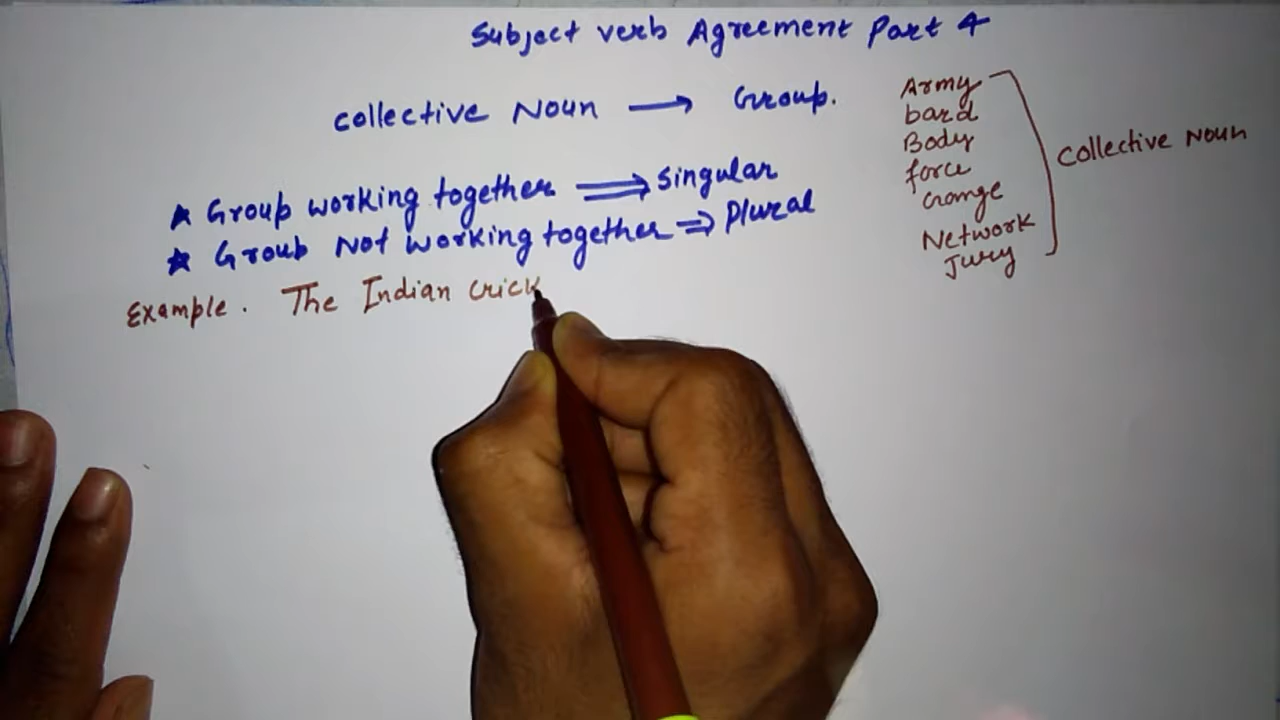 Subject verb Agreement Part 4
collective Noun → Group.
★ Group working together ⇒ Singular
★ Group Not working together ⇒ Plural
Example. The Indian crick
Army
band
Body
force
Network
Jury
collective Noun